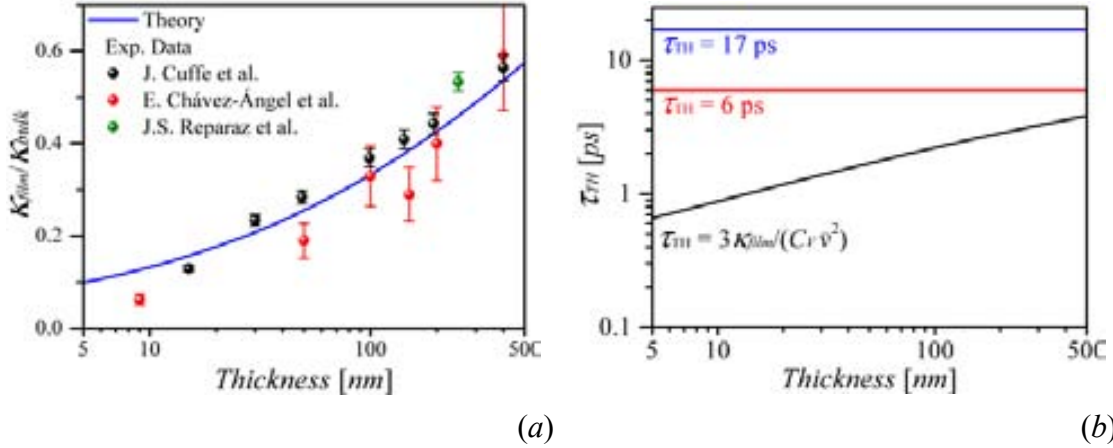 Theory
Exp. Data
J. Cuffe et al.
E. Chávez-Ángel et al.
J.S. Reparaz et al.
κfilm/κbulk
0.6
0.4
0.2
0.0
5 10 100 500
Thickness [nm]
(a)
τTH = 17 ps
τTH = 6 ps
τTH = 3κfilm/(CV v̄²)
τTH [ps]
10
1
0.1
5 10 100 500
Thickness [nm]
(b)